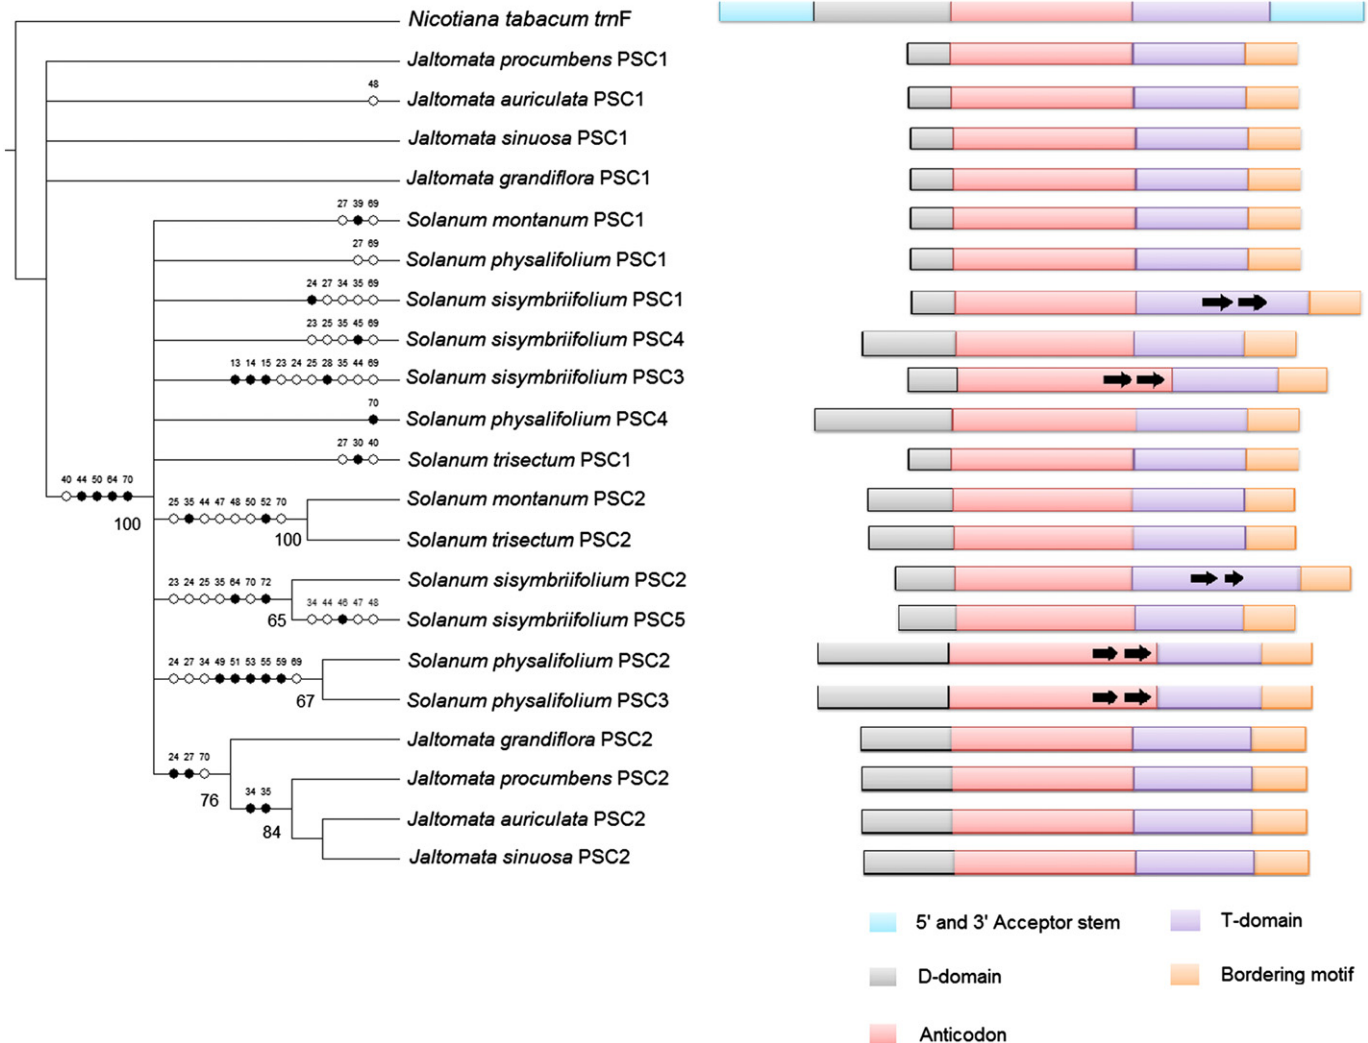 Nicotiana tabacum trnF
Jaltomata procumbens PSC1
48
Jaltomata auriculata PSC1
Jaltomata sinuosa PSC1
Jaltomata grandiflora PSC1
27 39 69
Solanum montanum PSC1
27 69
Solanum physalifolium PSC1
24 27 34 35 69
Solanum sisymbriifolium PSC1
23 25 35 45 69
Solanum sisymbriifolium PSC4
13 14 15 23 24 25 28 35 44 69
Solanum sisymbriifolium PSC3
70
Solanum physalifolium PSC4
27 30 40
Solanum trisectum PSC1
40 44 50 64 70
100
25 35 44 47 48 50 52 70
Solanum montanum PSC2
100
Solanum trisectum PSC2
23 24 25 35 64 70 72
Solanum sisymbriifolium PSC2
65
34 44 46 47 48
Solanum sisymbriifolium PSC5
24 27 34 49 51 53 55 59 69
Solanum physalifolium PSC2
67
Solanum physalifolium PSC3
24 27 70
Jaltomata grandiflora PSC2
76
34 35
Jaltomata procumbens PSC2
84
Jaltomata auriculata PSC2
Jaltomata sinuosa PSC2
5' and 3' Acceptor stem
T-domain
D-domain
Bordering motif
Anticodon